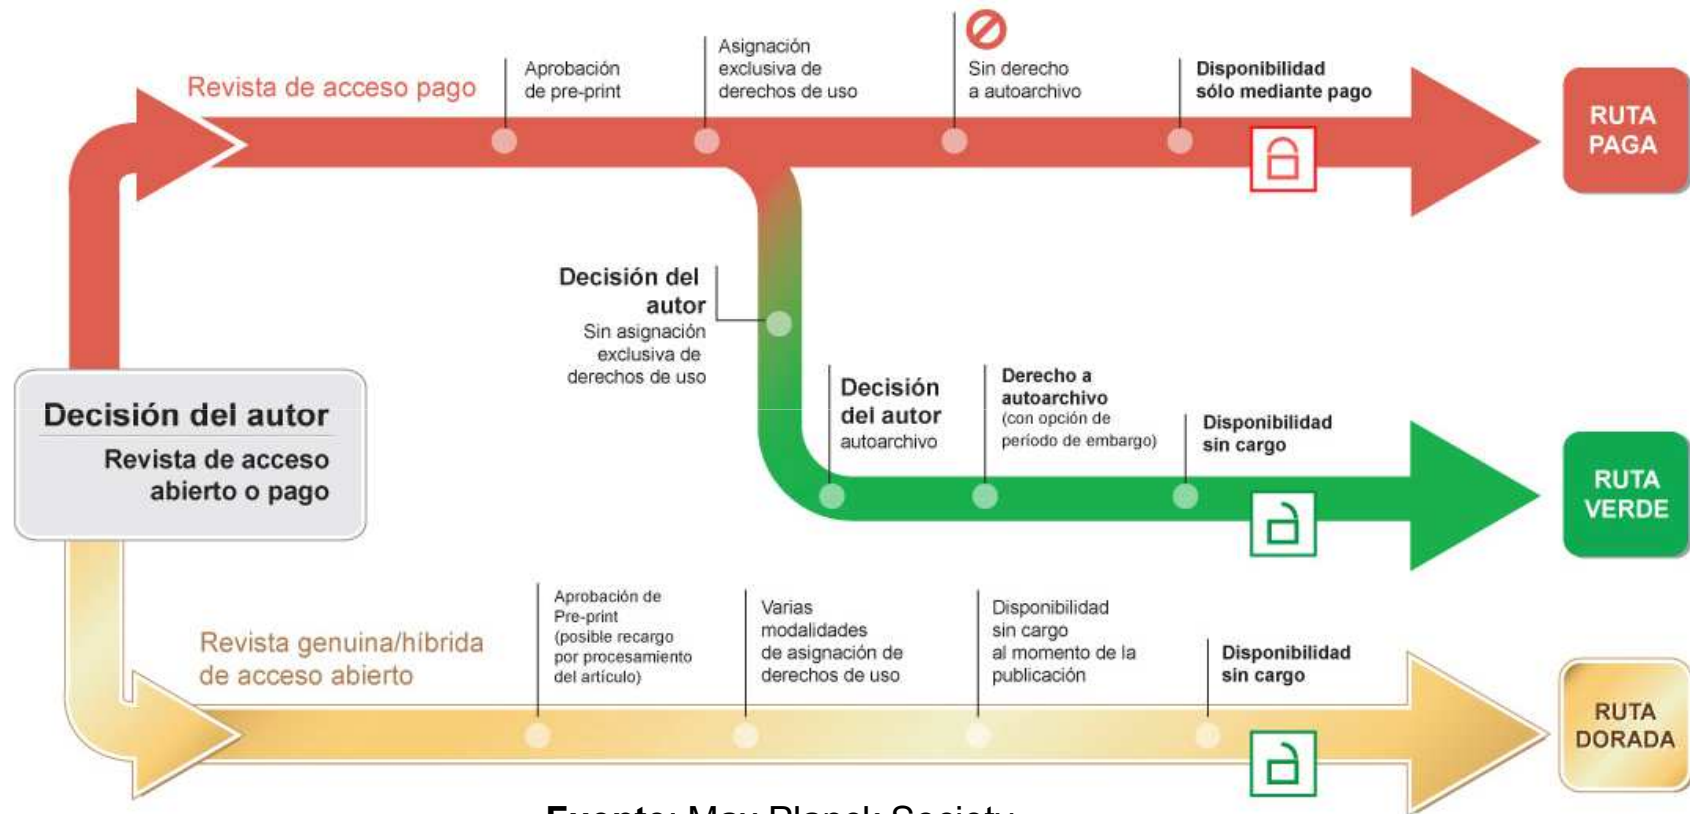 Revista de acceso pago
Aprobación
de pre-print
Asignación
exclusiva de
derechos de uso
Sin derecho
a autoarchivo
Disponibilidad
sólo mediante pago
RUTA
PAGA
Decisión del
autor
Sin asignación
exclusiva de
derechos de uso
Decisión
del autor
autoarchivo
Derecho a
autoarchivo
(con opción de
período de embargo)
Disponibilidad
sin cargo
RUTA
VERDE
Decisión del autor
Revista de acceso
abierto o pago
Revista genuina/híbrida
de acceso abierto
Aprobación de
Pre-print
(posible recargo
por procesamiento
del artículo)
Varias
modalidades
de asignación de
derechos de uso
Disponibilidad
sin cargo
al momento de la
publicación
Disponibilidad
sin cargo
RUTA
DORADA
Fuente: Max Planck Society